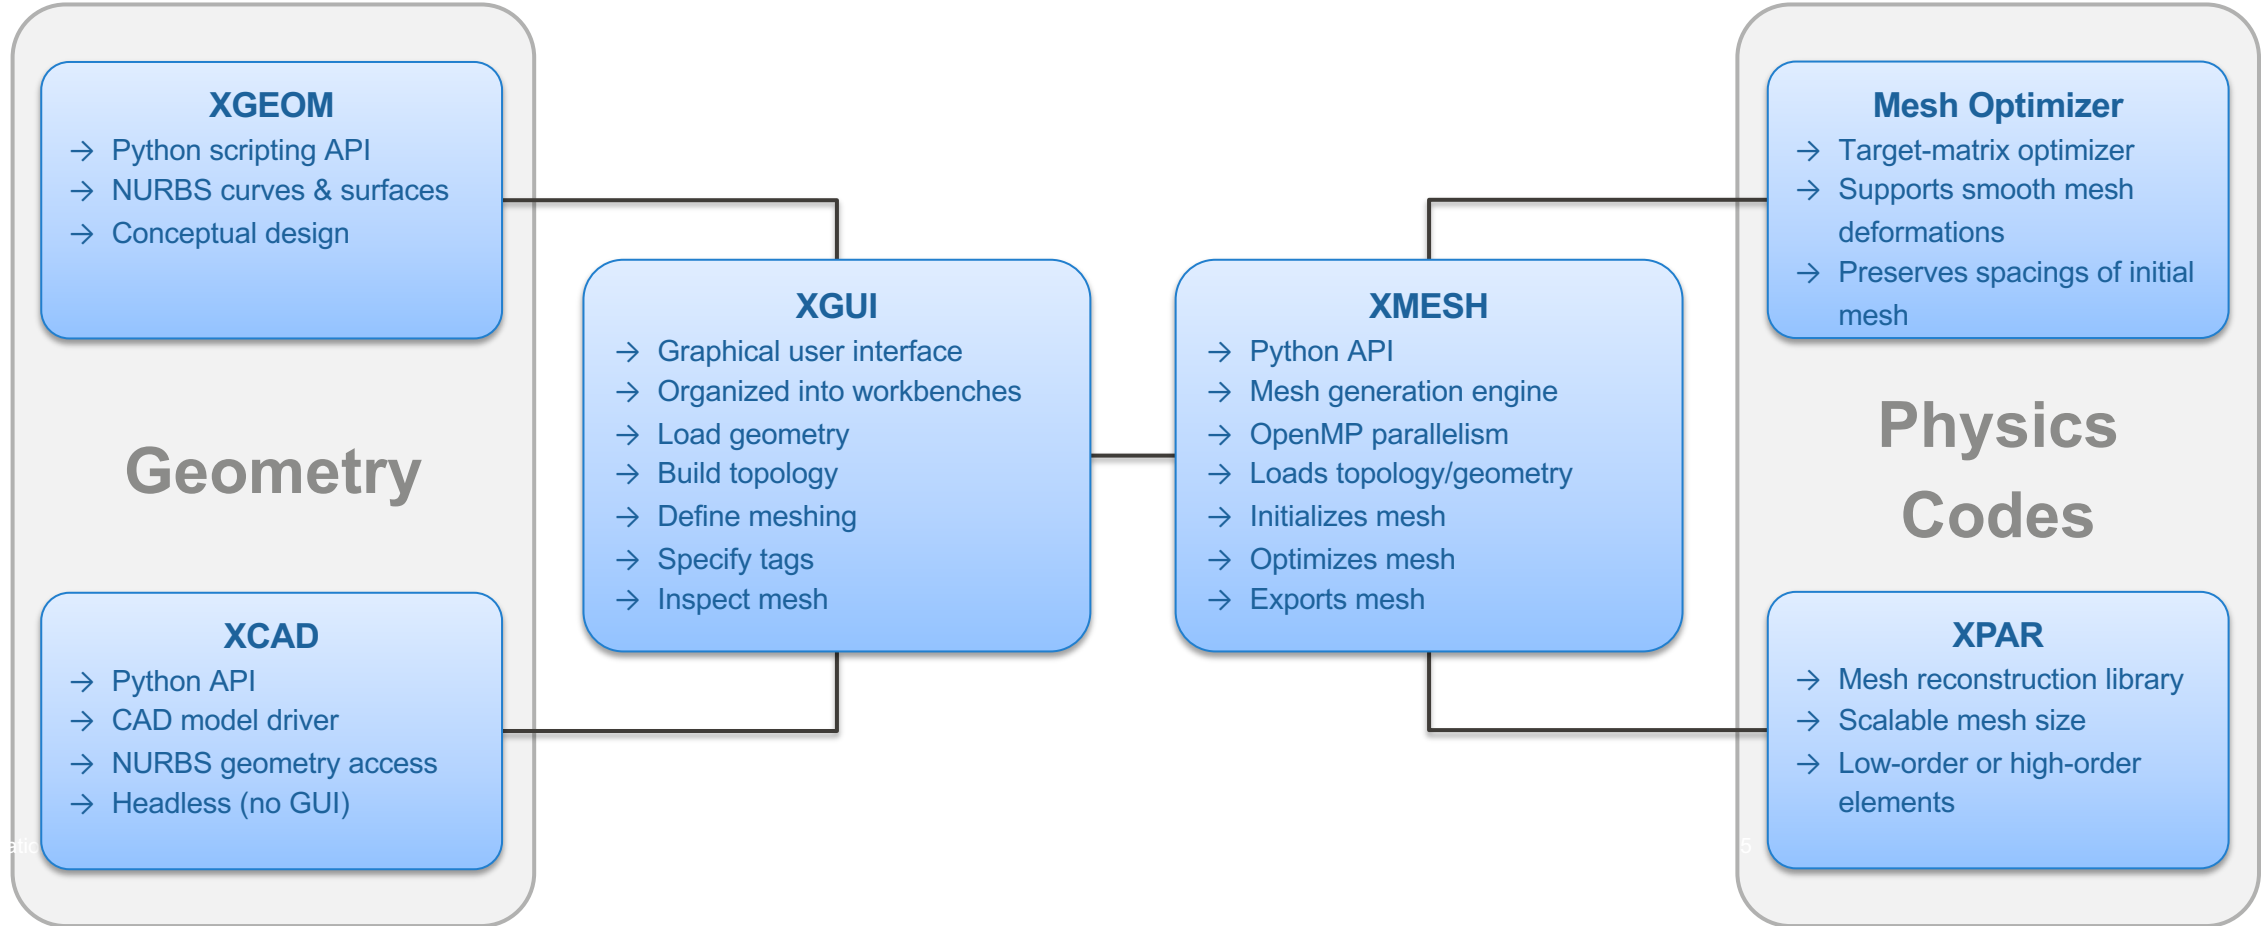 XGEOM
→ Python scripting API
→ NURBS curves & surfaces
→ Conceptual design
Geometry
XCAD
→ Python API
→ CAD model driver
→ NURBS geometry access
→ Headless (no GUI)
XGUI
→ Graphical user interface
→ Organized into workbenches
→ Load geometry
→ Build topology
→ Define meshing
→ Specify tags
→ Inspect mesh
XMESH
→ Python API
→ Mesh generation engine
→ OpenMP parallelism
→ Loads topology/geometry
→ Initializes mesh
→ Optimizes mesh
→ Exports mesh
Mesh Optimizer
→ Target-matrix optimizer
→ Supports smooth mesh
deformations
→ Preserves spacings of initial
mesh
Physics
Codes
XPAR
→ Mesh reconstruction library
→ Scalable mesh size
→ Low-order or high-order
elements
5